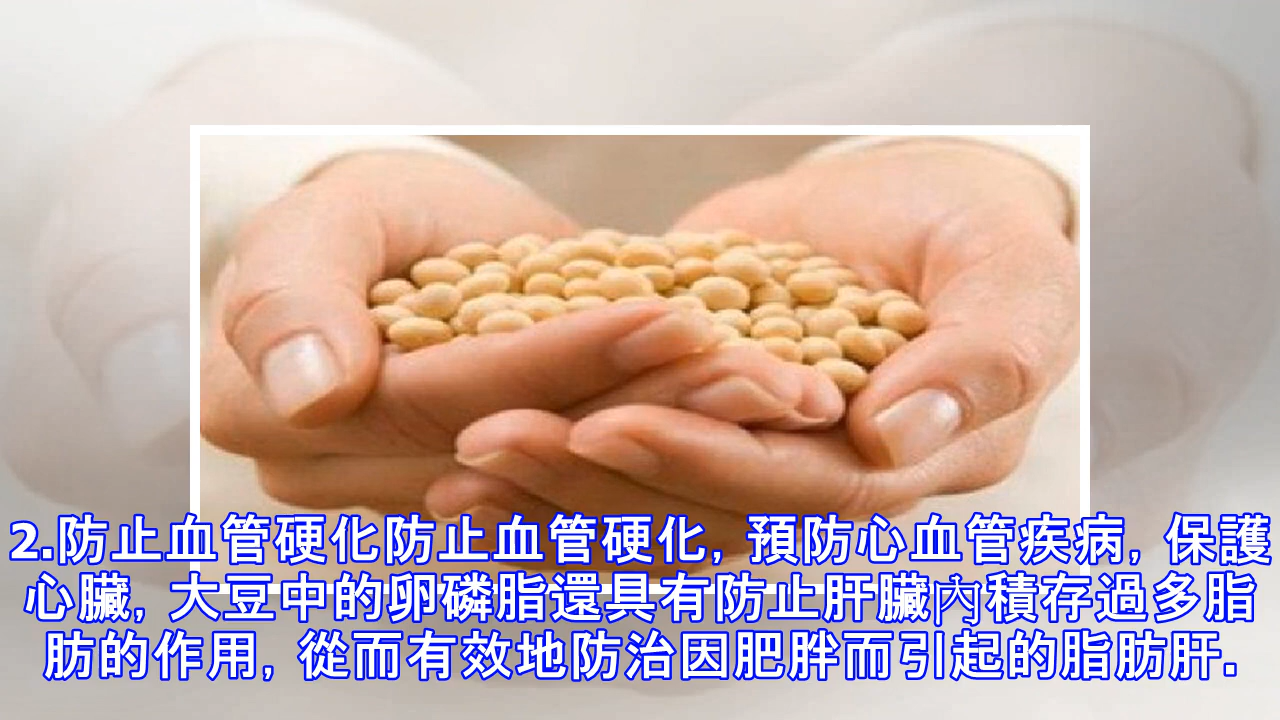 2.防止血管硬化防止血管硬化, 預防心血管疾病, 保護
心臟, 大豆中的卵磷脂還具有防止肝臟內積存過多脂
肪的作用, 從而有效地防治因肥胖而引起的脂肪肝.